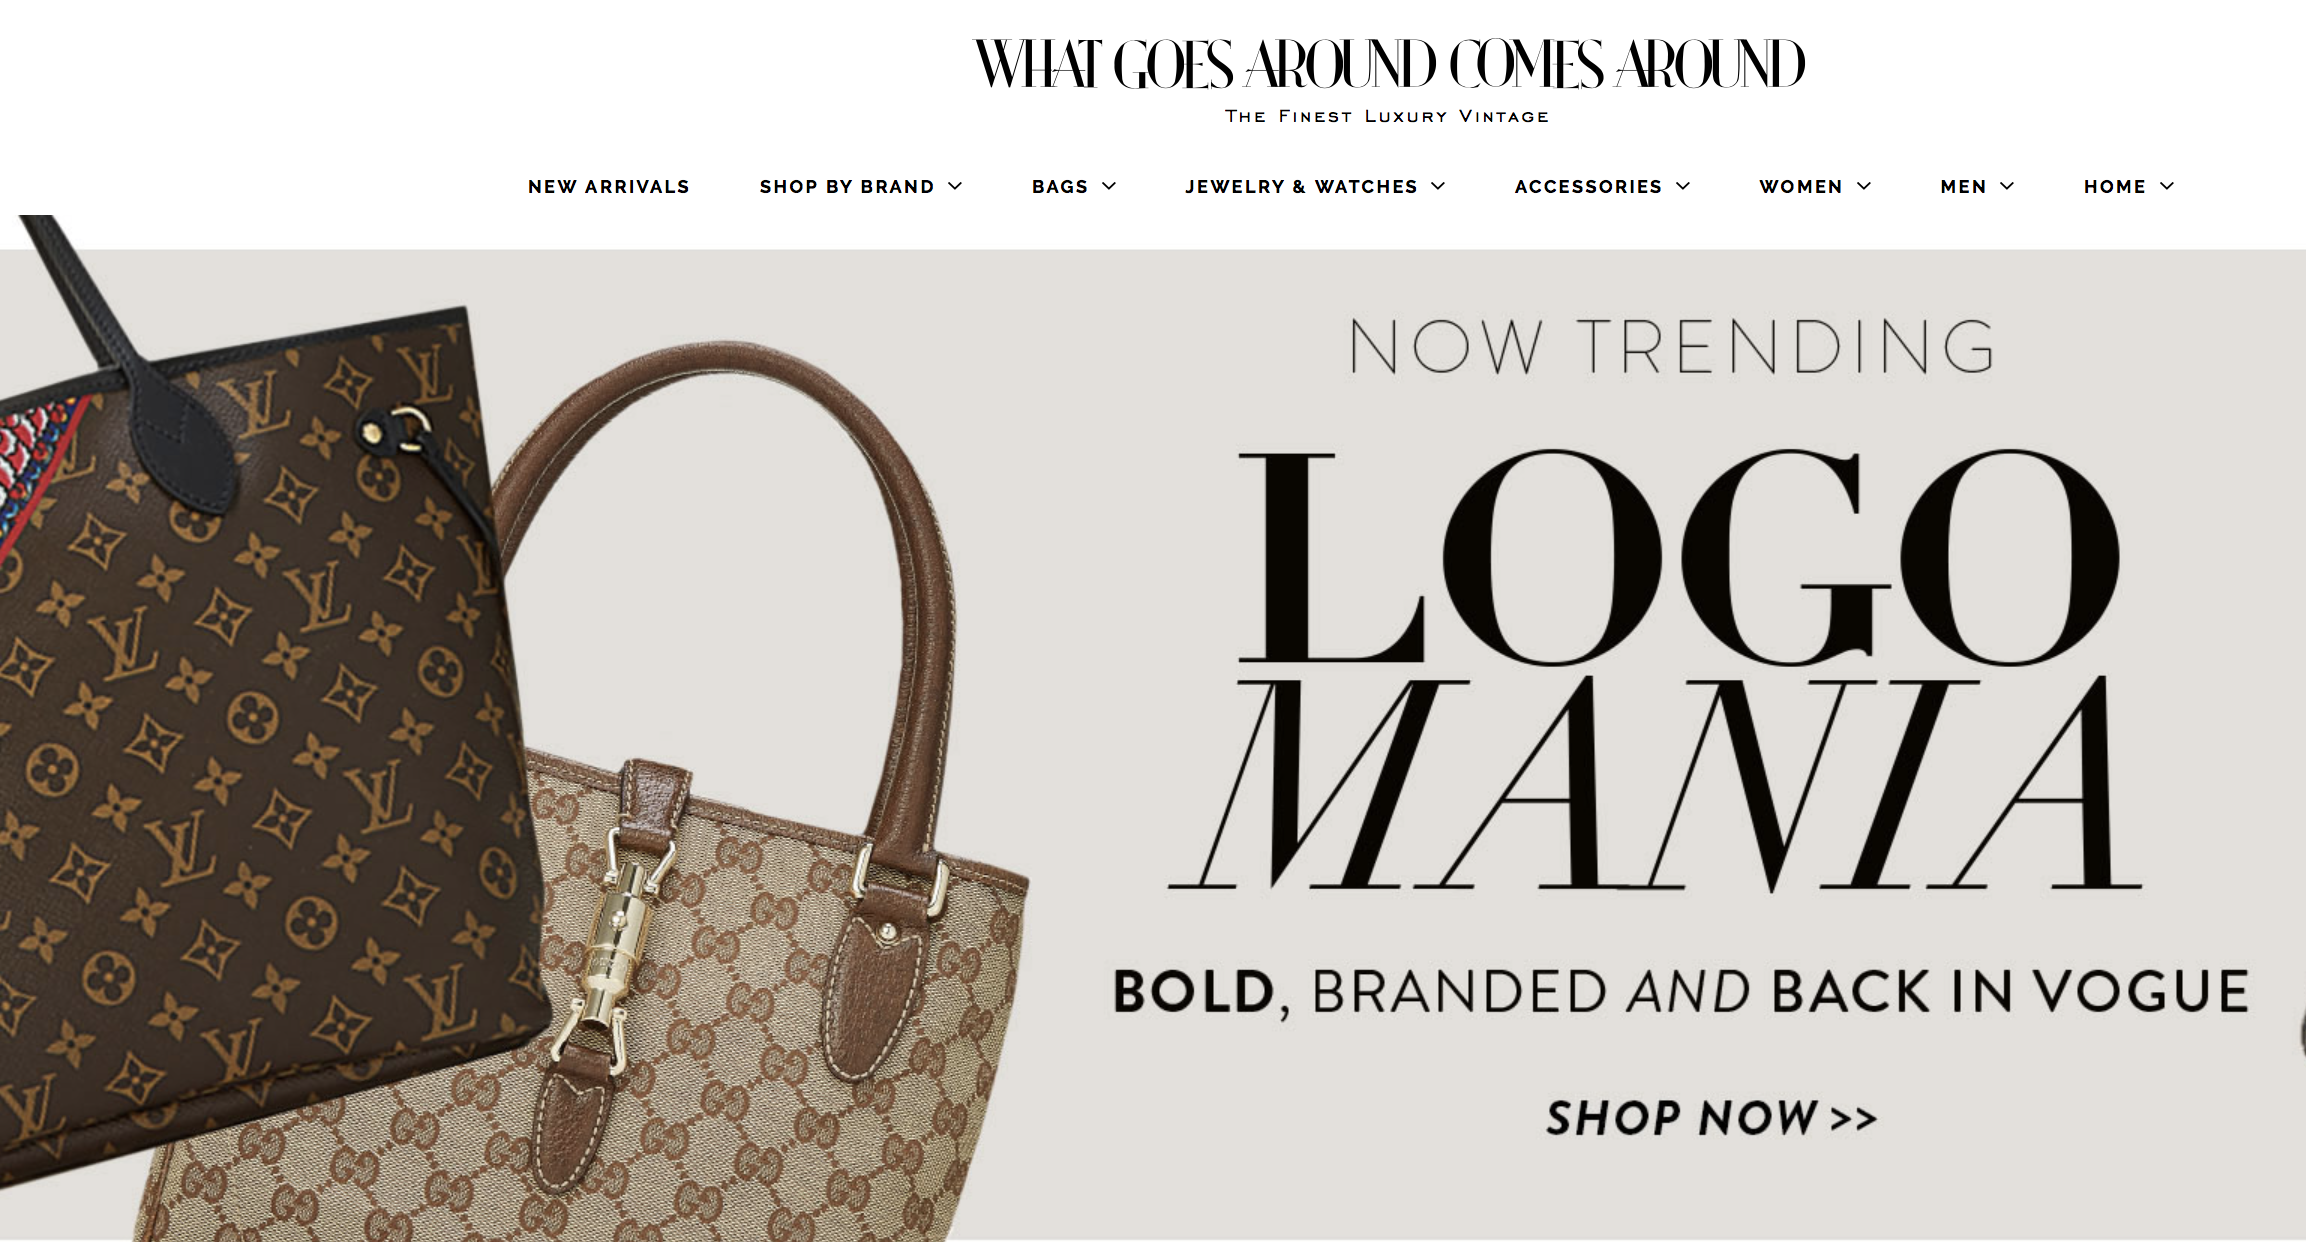 WHAT GOES AROUND COMES AROUND
THE FINEST LUXURY VINTAGE
NEW ARRIVALS SHOP BY BRAND BAGS JEWELRY & WATCHES ACCESSORIES WOMEN MEN HOME
NOW TRENDING
LOGO
MANIA
BOLD, BRANDED AND BACK IN VOGUE
SHOP NOW >>